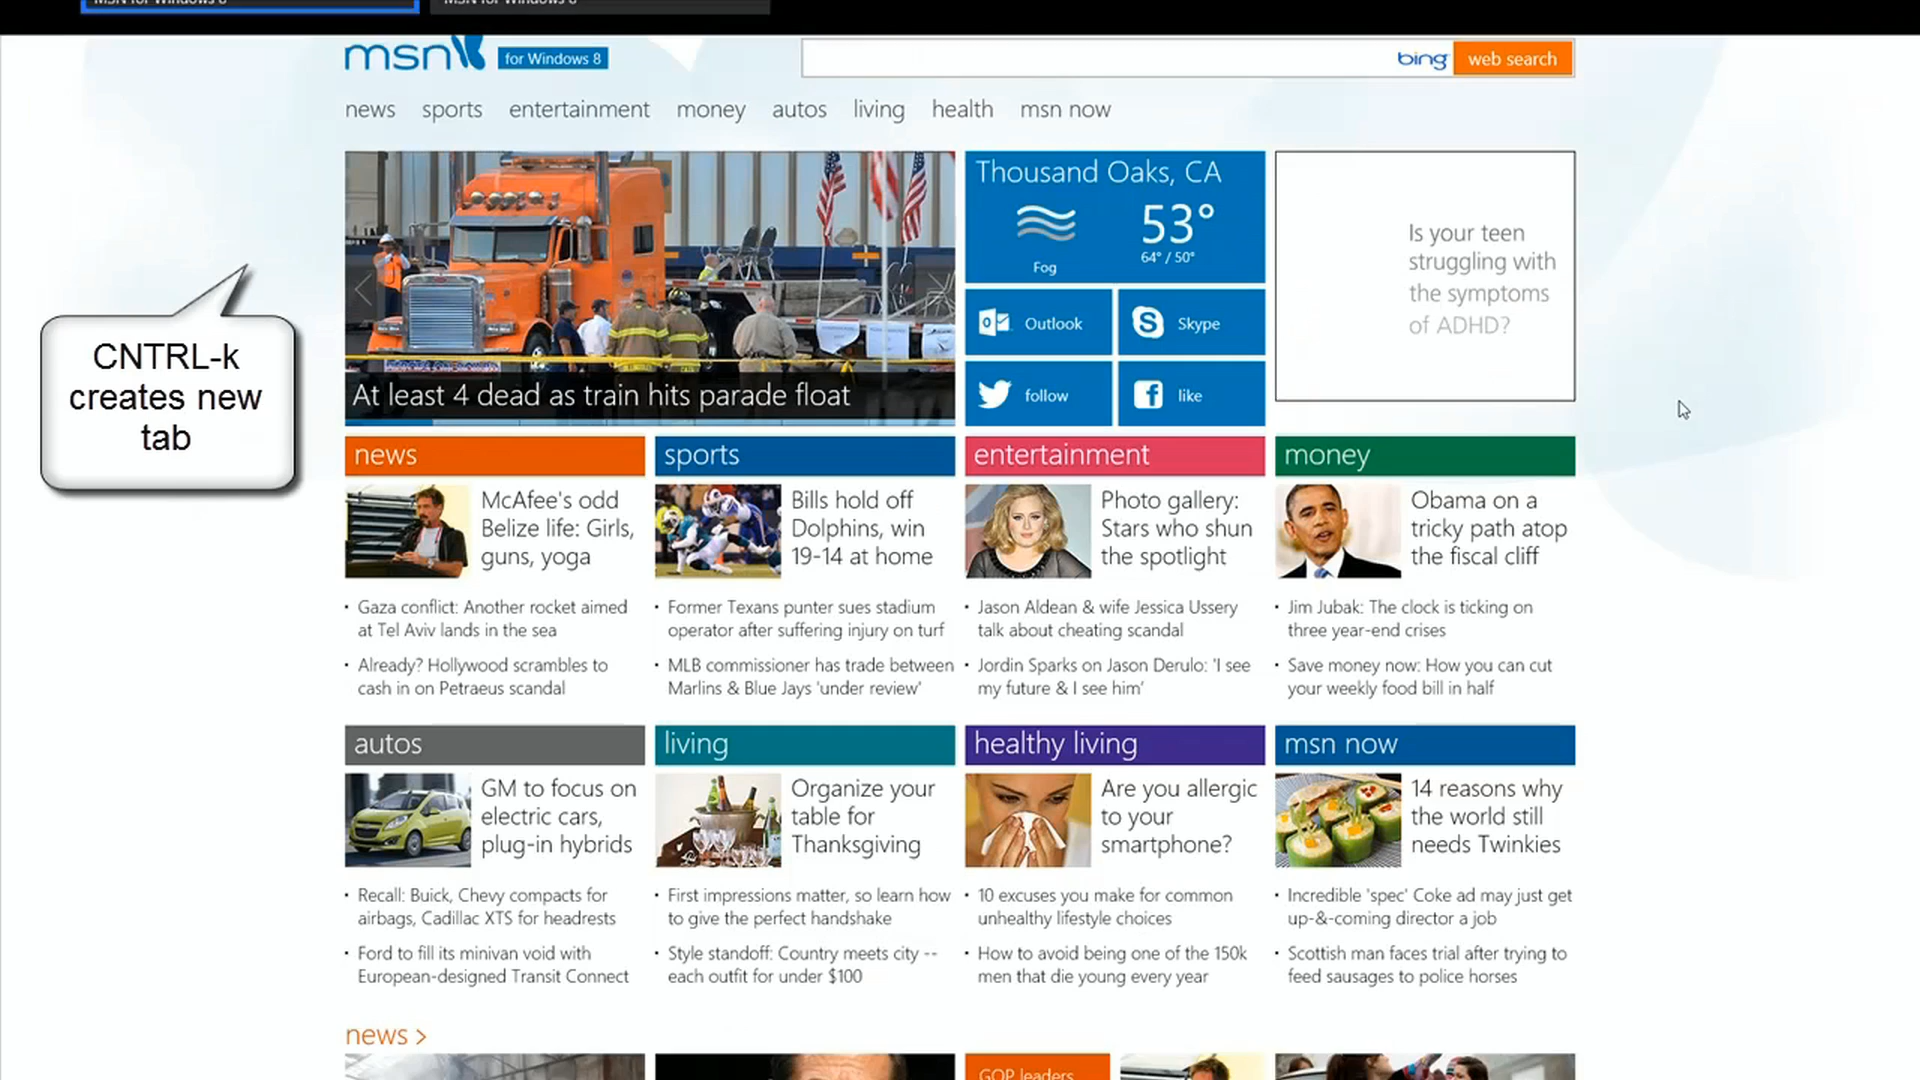 MSN for Windows 8
MSN for Windows 8
msn for Windows 8
bing web search
news sports entertainment money autos living health msn now
At least 4 dead as train hits parade float
Thousand Oaks, CA
53°
64° / 50°
Fog
Outlook
Skype
follow
like
Is your teen
struggling with
the symptoms
of ADHD?
CNTRL-k
creates new
tab
news
McAfee's odd
Belize life: Girls,
guns, yoga
Gaza conflict: Another rocket aimed
at Tel Aviv lands in the sea
Already? Hollywood scrambles to
cash in on Petraeus scandal
sports
Bills hold off
Dolphins, win
19-14 at home
Former Texans punter sues stadium
operator after suffering injury on turf
MLB commissioner has trade between
Marlins & Blue Jays 'under review'
entertainment
Photo gallery:
Stars who shun
the spotlight
Jason Aldean & wife Jessica Ussery
talk about cheating scandal
Jordin Sparks on Jason Derulo: 'I see
my future & I see him'
money
Obama on a
tricky path atop
the fiscal cliff
Jim Jubak: The clock is ticking on
three year-end crises
Save money now: How you can cut
your weekly food bill in half
autos
GM to focus on
electric cars,
plug-in hybrids
Recall: Buick, Chevy compacts for
airbags, Cadillac XTS for headrests
Ford to fill its minivan void with
European-designed Transit Connect
living
Organize your
table for
Thanksgiving
First impressions matter, so learn how
to give the perfect handshake
Style standoff: Country meets city --
each outfit for under $100
healthy living
Are you allergic
to your
smartphone?
10 excuses you make for common
unhealthy lifestyle choices
How to avoid being one of the 150k
men that die young every year
msn now
14 reasons why
the world still
needs Twinkies
Incredible 'spec' Coke ad may just get
up-&-coming director a job
Scottish man faces trial after trying to
feed sausages to police horses
news >
GOP leaders